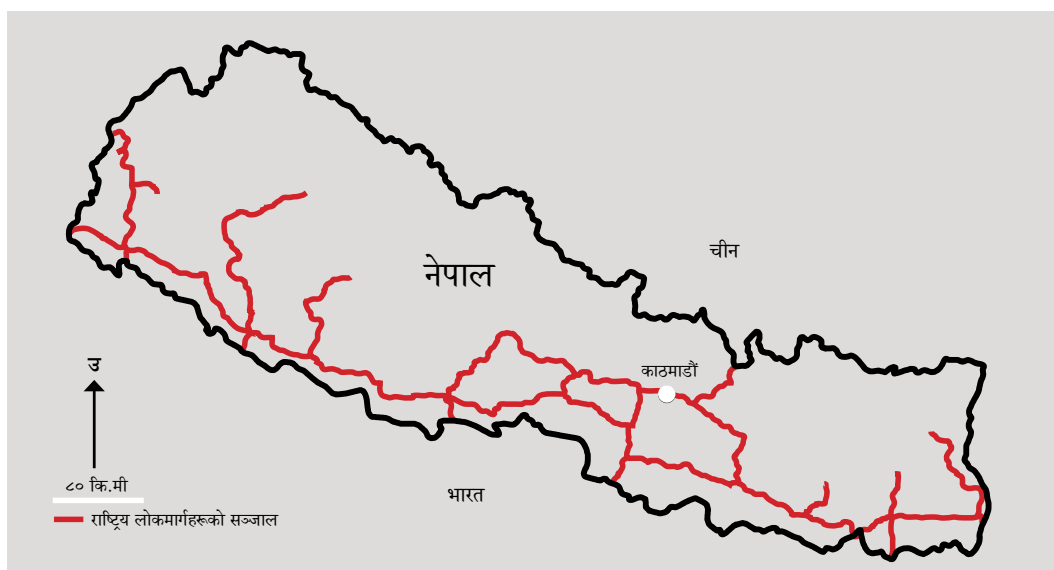 चीन
नेपाल
काठमाडौं
उ
८० कि.मी
भारत
राष्ट्रिय लोकमार्गहरूको सञ्जाल